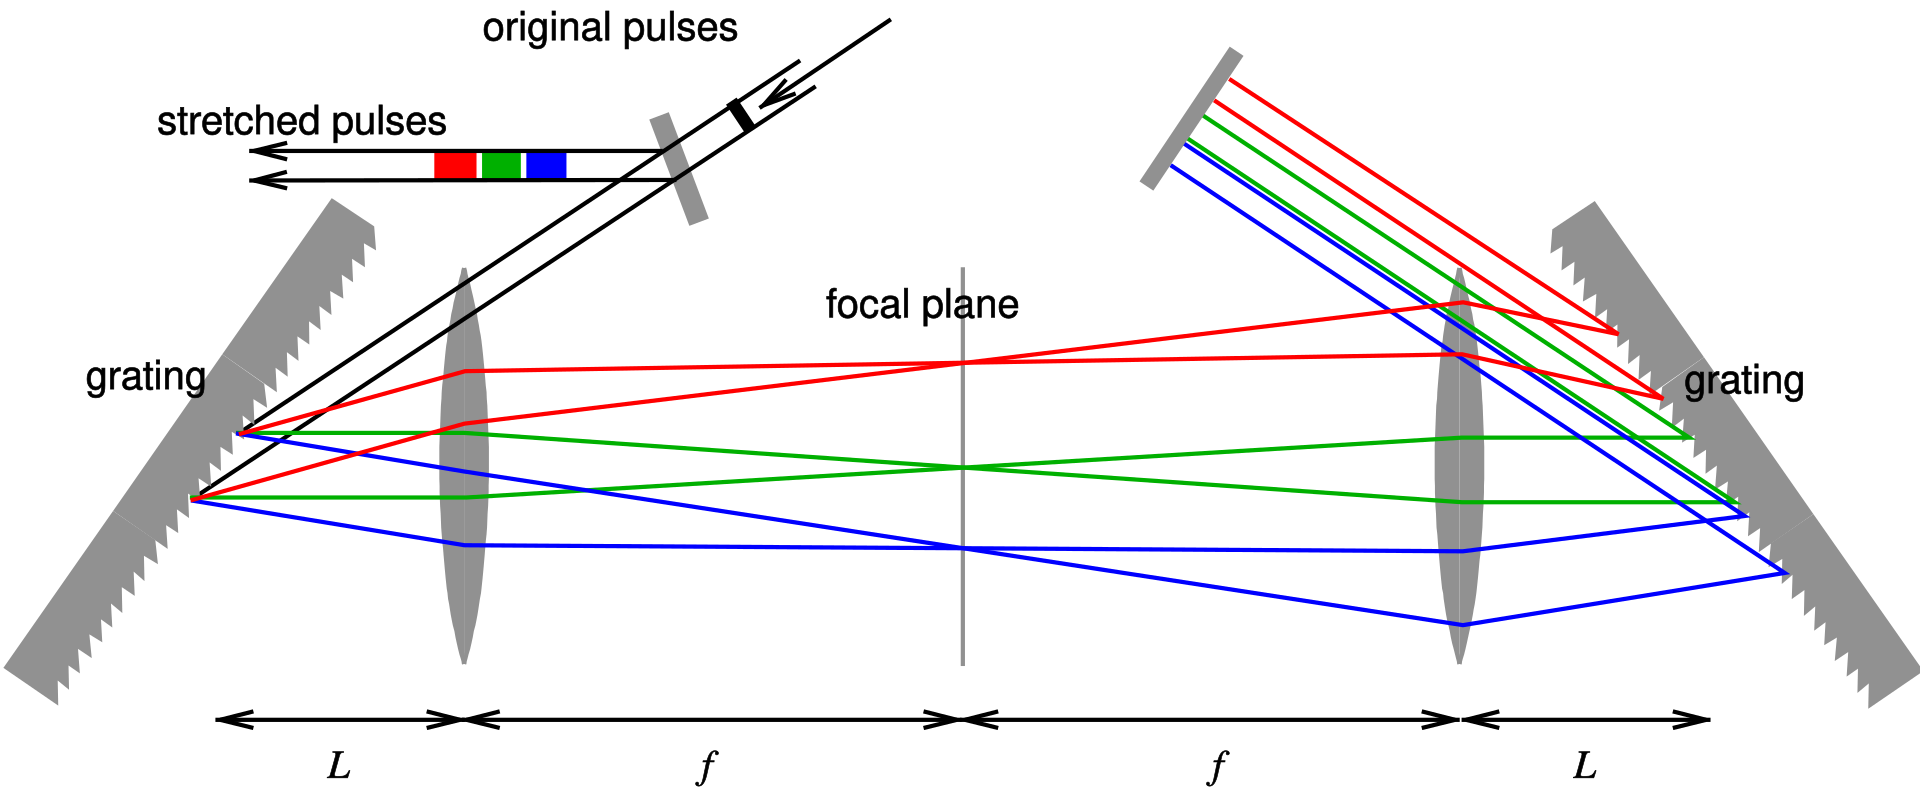 original pulses
stretched pulses
focal plane
grating
grating
L
f
f
L